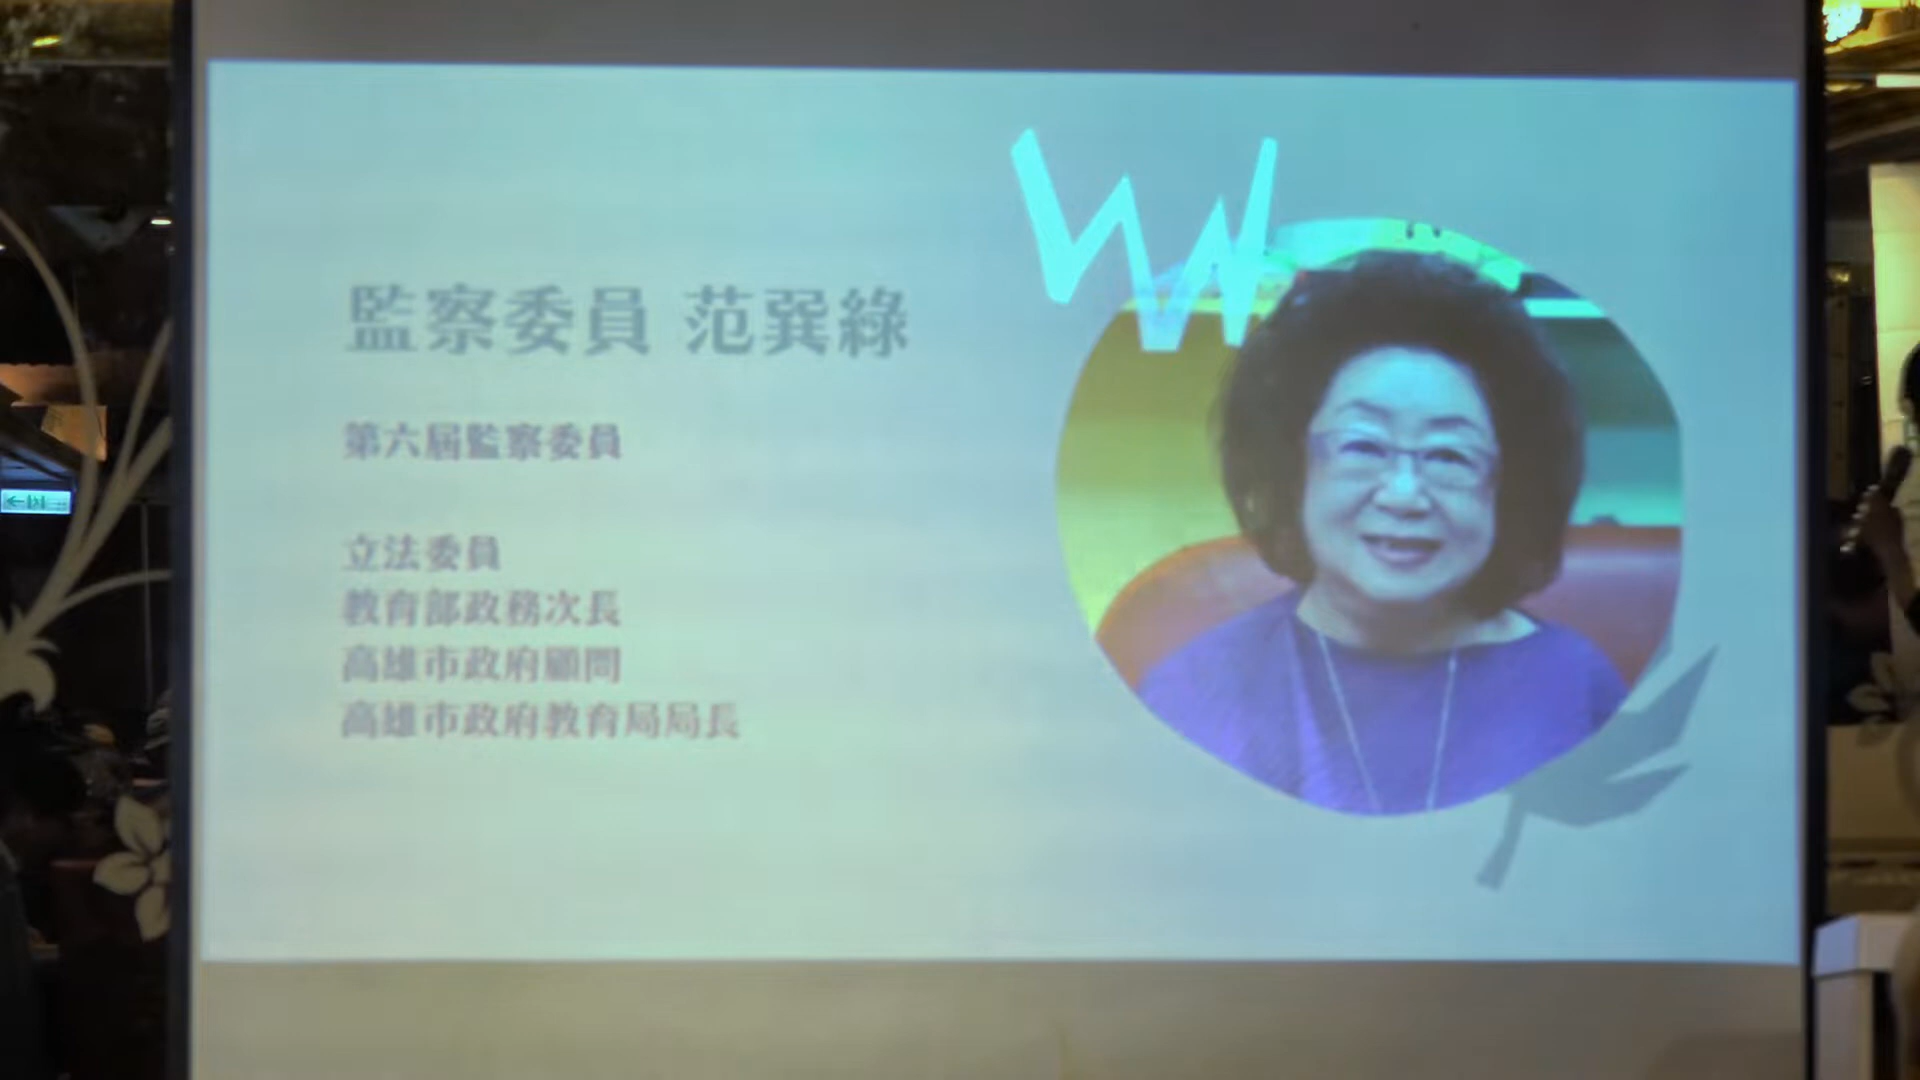 監察委員 范巽綠
第六屆監察委員
立法委員
教育部政務次長
高雄市政府顧問
高雄市政府教育局局長